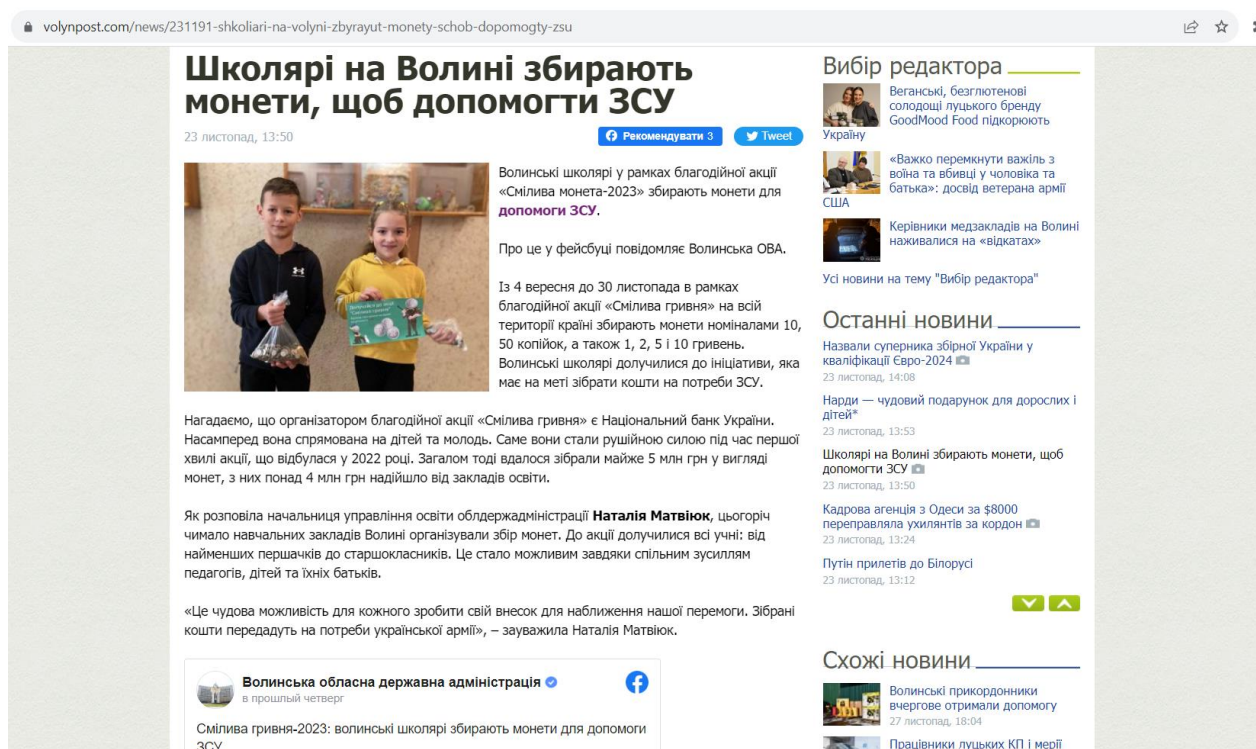 volynpost.com/news/231191-shkoliari-na-volyni-zbyrayut-monety-schob-dopomogty-zsu
Школярі на Волині збирають
монети, щоб допомогти ЗСУ
23 листопад, 13:50
Рекомендувати 3
Tweet
Волинські школярі у рамках благодійної акції
«Смілива монета-2023» збирають монети для
допомоги ЗСУ.
Про це у фейсбуці повідомляє Волинська ОВА.
Із 4 вересня до 30 листопада в рамках
благодійної акції «Смілива гривня» на всій
території країні збирають монети номіналами 10,
50 копійок, а також 1, 2, 5 і 10 гривень.
Волинські школярі долучилися до ініціативи, яка
має на меті зібрати кошти на потреби ЗСУ.
Нагадаємо, що організатором благодійної акції «Смілива гривня» є Національний банк України.
Насамперед вона спрямована на дітей та молодь. Саме вони стали рушійною силою під час першої
хвилі акції, що відбулася у 2022 році. Загалом тоді вдалося зібрали майже 5 млн грн у вигляді
монет, з них понад 4 млн грн надійшло від закладів освіти.
Як розповіла начальниця управління освіти облдержадміністрації Наталія Матвіюк, цьогоріч
чимало навчальних закладів Волині організували збір монет. До акції долучилися всі учні: від
найменших першачків до старшокласників. Це стало можливим завдяки спільним зусиллям
педагогів, дітей та їхніх батьків.
«Це чудова можливість для кожного зробити свій внесок для наближення нашої перемоги. Зібрані
кошти передадуть на потреби української армії», – зауважила Наталія Матвіюк.
Волинська обласна державна адміністрація
в прошлый четверг
Смілива гривня-2023: волинські школярі збирають монети для допомоги
ЗСУ
Вибір редактора
Веганські, безглютенові
солодощі луцького бренду
GoodMood Food підкорюють
Україну
«Важко перемкнути важіль з
воїна та вбивці у чоловіка та
батька»: досвід ветерана армії
США
Керівники медзакладів на Волині
наживалися на «відкатах»
Усі новини на тему "Вибір редактора"
Останні новини
Назвали суперника збірної України у
кваліфікації Євро-2024
23 листопад, 14:08
Нарди — чудовий подарунок для дорослих і
дітей*
23 листопад, 13:53
Школярі на Волині збирають монети, щоб
допомогти ЗСУ
23 листопад, 13:50
Кадрова агенція з Одеси за $8000
переправляла ухилянтів за кордон
23 листопад, 13:24
Путін прилетів до Білорусі
23 листопад, 13:12
Схожі новини
Волинські прикордонники
вчергове отримали допомогу
27 листопад, 18:04
Працівники луцьких КП і мерії